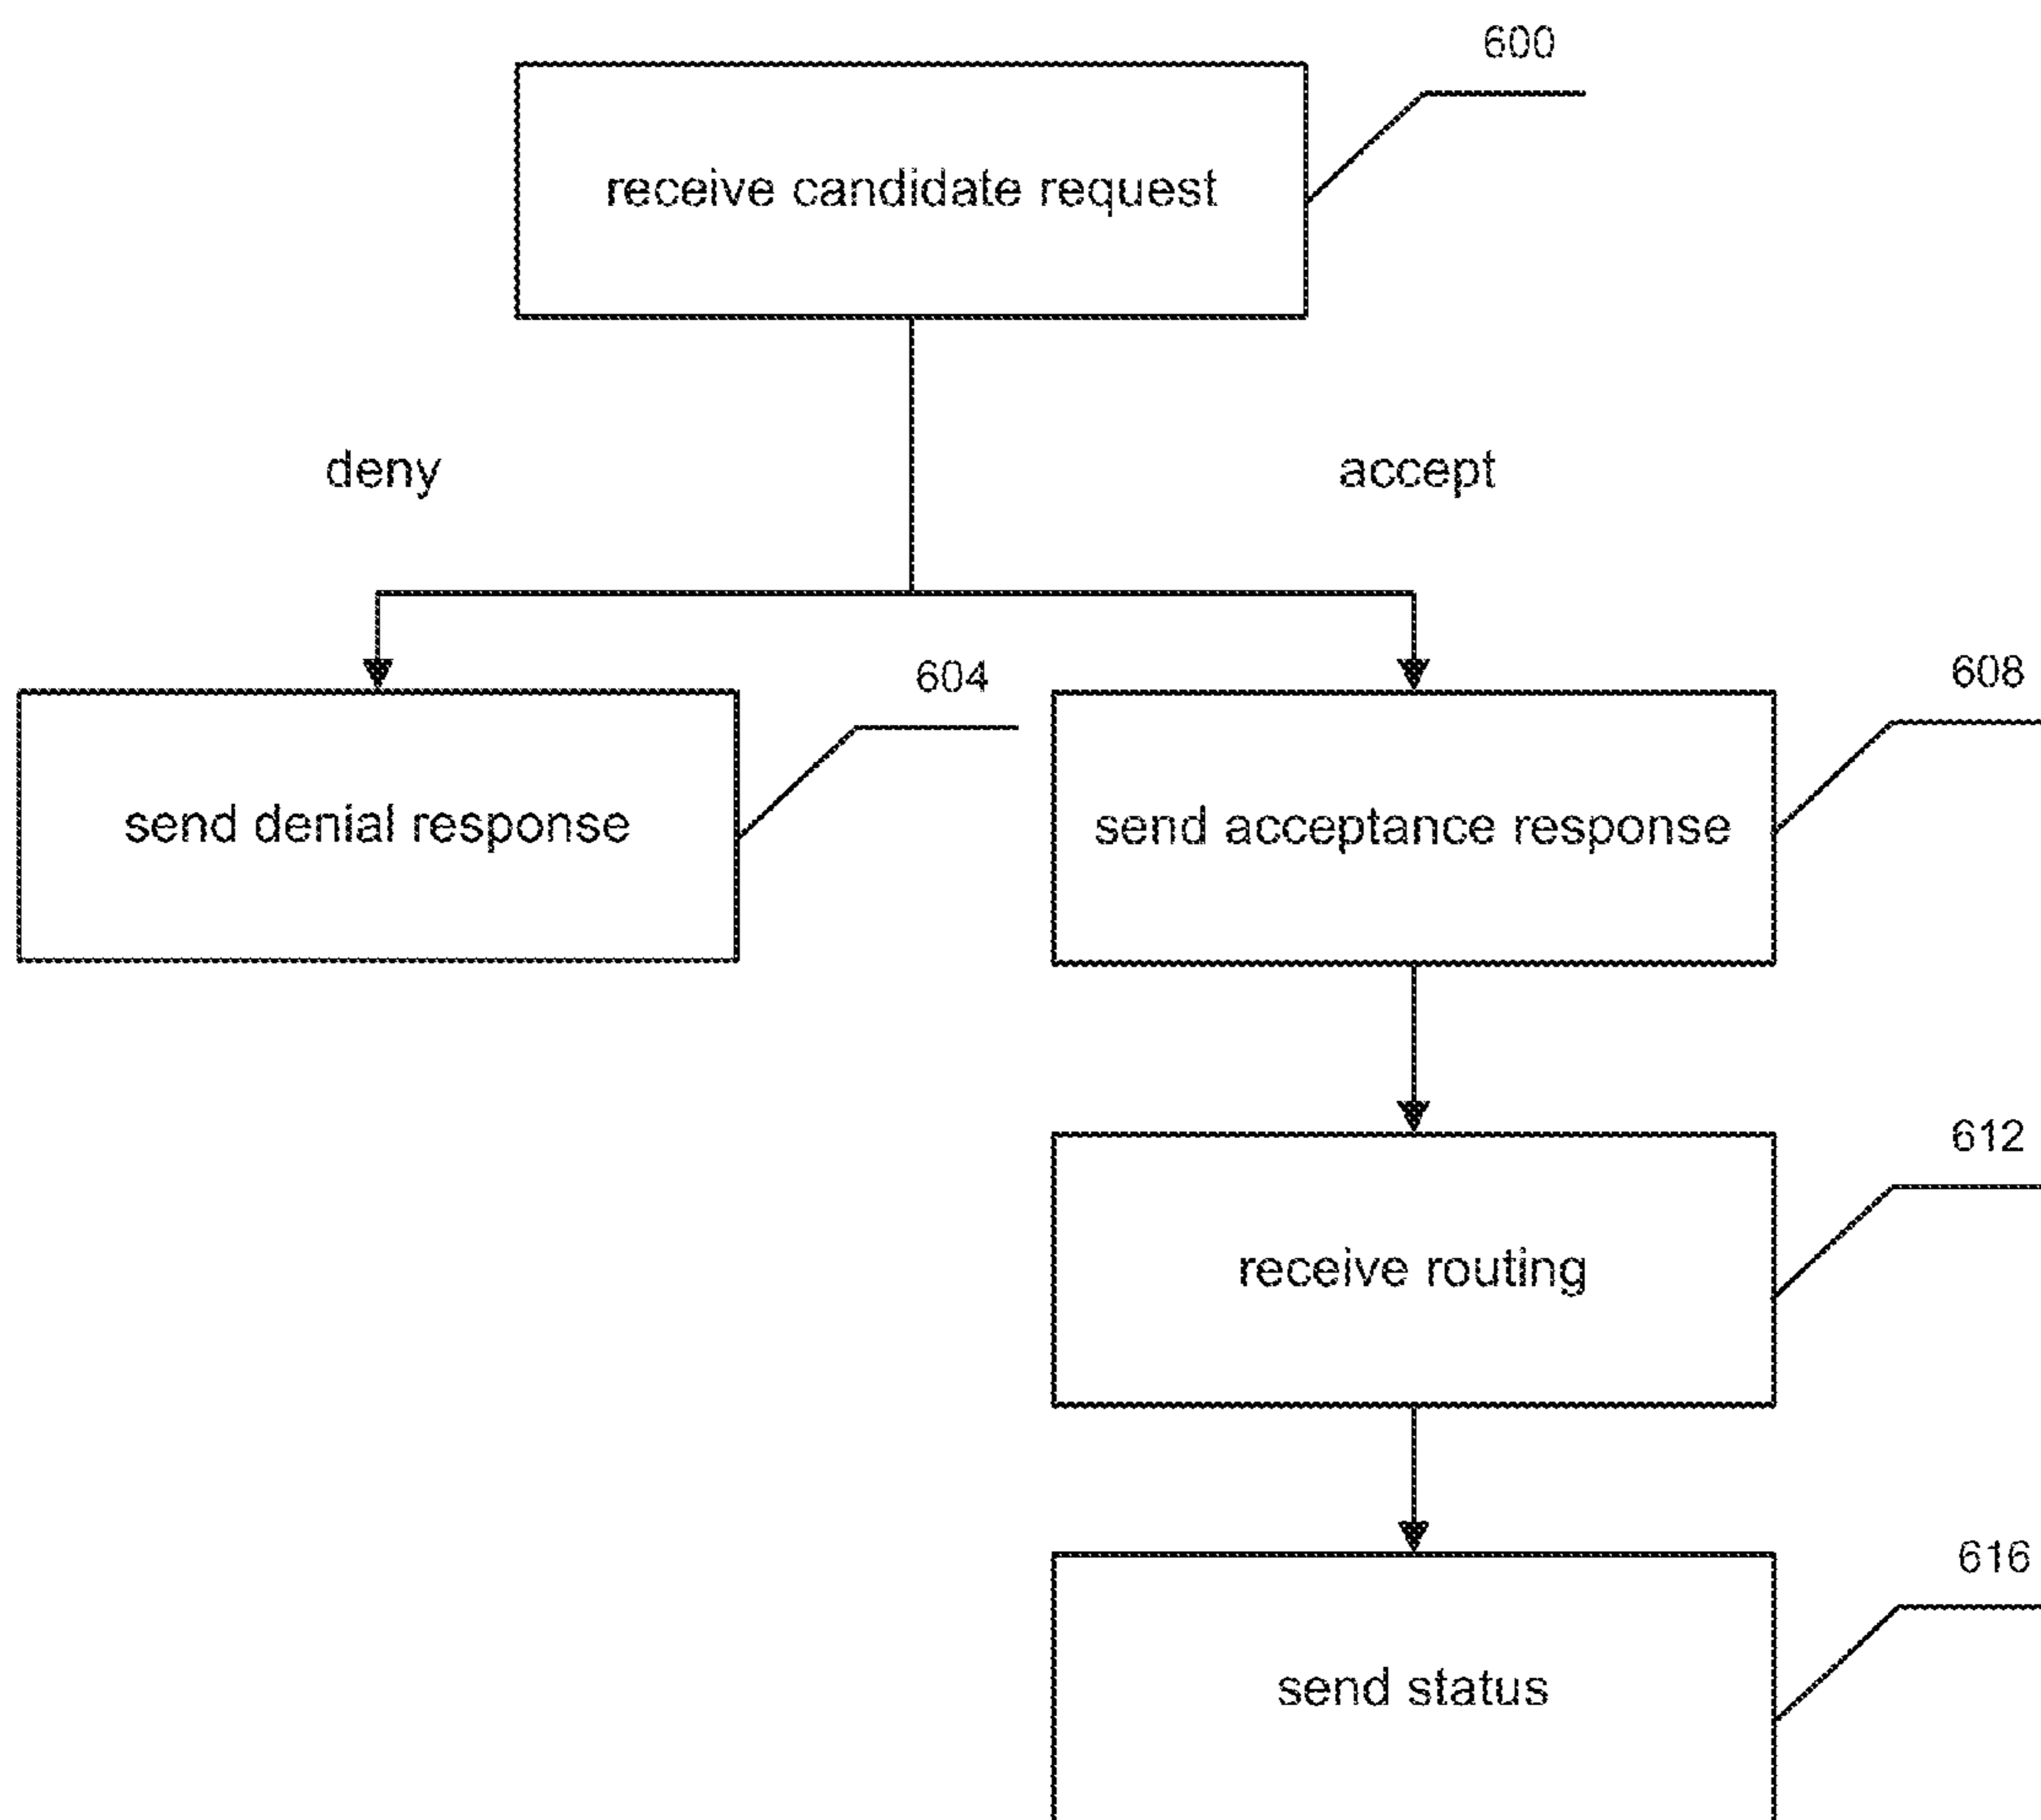 600
receive candidate request
deny
accept
604
608
send denial response
send acceptance response
612
receive routing
616
send status